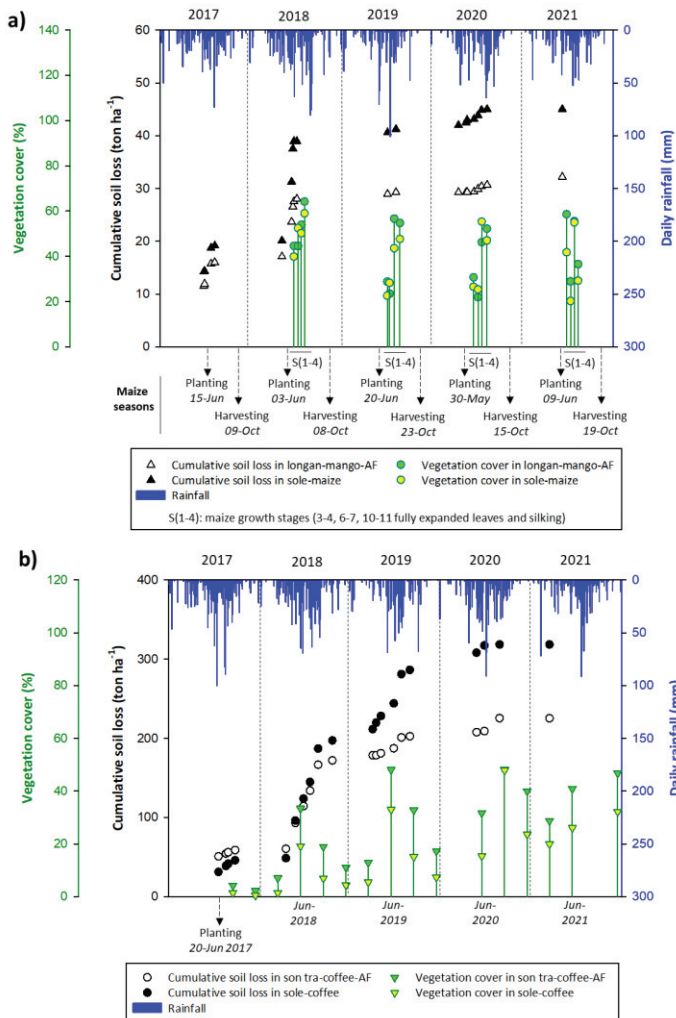 a)
2017 2018 2019 2020 2021
140 60 0
120 50 50
100 40 100
80 30 150
60 20 200
40 10 250
20 0 300
0
Vegetation cover (%)
Cumulative soil loss (ton ha⁻¹)
Daily rainfall (mm)
S(1-4) S(1-4) S(1-4) S(1-4)
Maize
seasons
Planting Planting Planting Planting Planting
15-Jun 03-Jun 20-Jun 30-May 09-Jun
Harvesting Harvesting Harvesting Harvesting Harvesting
09-Oct 08-Oct 23-Oct 15-Oct 19-Oct
Cumulative soil loss in longan-mango-AF Vegetation cover in longan-mango-AF
Cumulative soil loss in sole-maize Vegetation cover in sole-maize
Rainfall
S(1-4): maize growth stages (3-4, 6-7, 10-11 fully expanded leaves and silking)
b)
2017 2018 2019 2020 2021
120 400 0
100 50
300
80 100
60 200 150
40 200
100
20 250
0 0 300
Vegetation cover (%)
Cumulative soil loss (ton ha⁻¹)
Daily rainfall (mm)
Jun- Jun- Jun- Jun-
2018 2019 2020 2021
Planting
20-Jun 2017
Cumulative soil loss in son tra-coffee-AF Vegetation cover in son tra-coffee-AF
Cumulative soil loss in sole-coffee Vegetation cover in sole-coffee
Rainfall